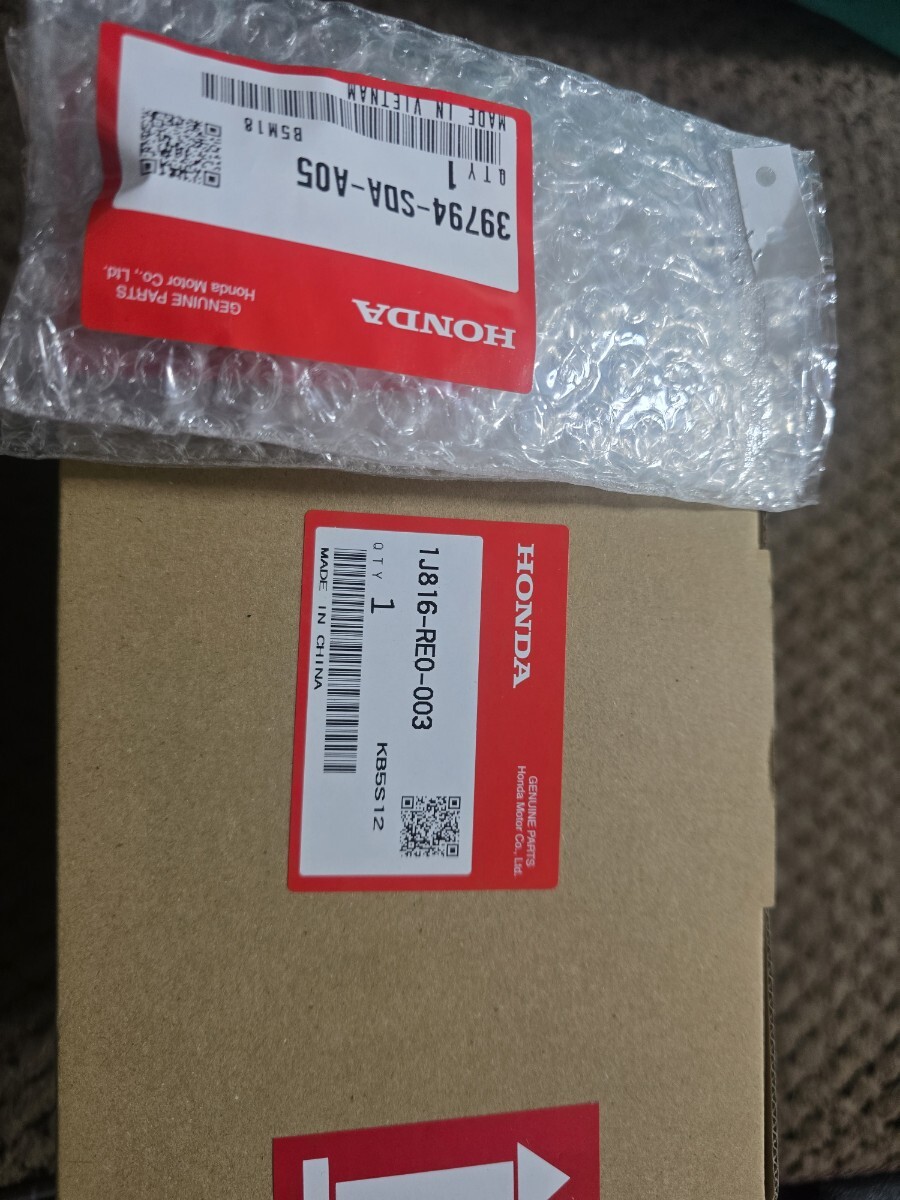 HONDA
GENUINE PARTS
Honda Motor Co., Ltd.
39794-SDA-A05
QTY 1
B5M18
MADE IN VIETNAM
HONDA
GENUINE PARTS
Honda Motor Co., Ltd.
1J816-RE0-003
QTY 1
KB5S12
MADE IN CHINA